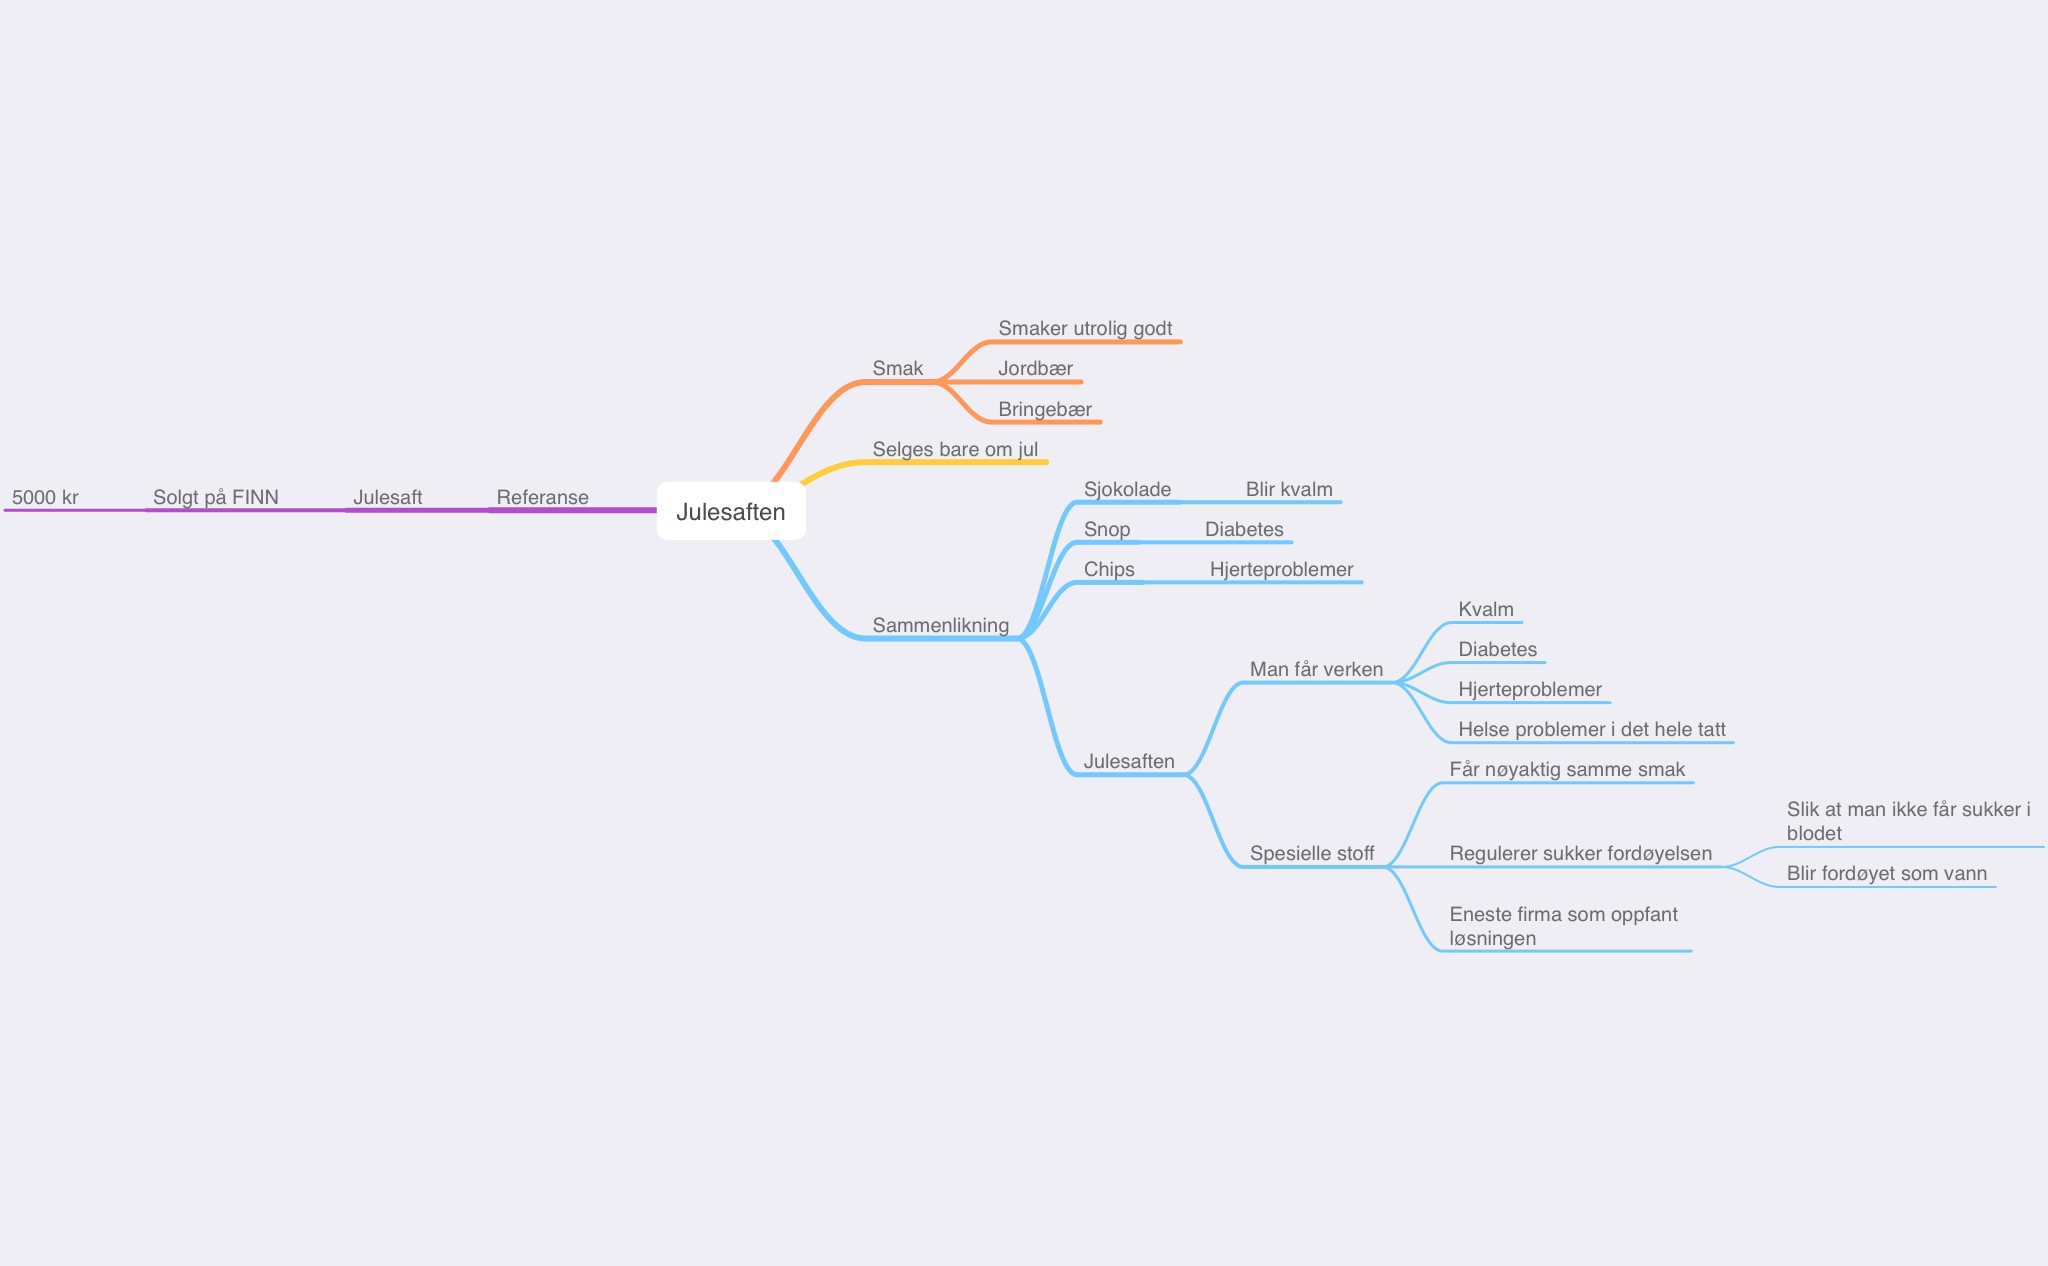 Smaker utrolig godt
Smak
Jordbær
Bringebær
Selges bare om jul
5000 kr
Solgt på FINN
Julesaft
Referanse
Julesaften
Sjokolade
Blir kvalm
Snop
Diabetes
Chips
Hjerteproblemer
Sammenlikning
Kvalm
Man får verken
Diabetes
Hjerteproblemer
Helse problemer i det hele tatt
Julesaften
Får nøyaktig samme smak
Spesielle stoff
Regulerer sukker fordøyelsen
Slik at man ikke får sukker i
blodet
Blir fordøyet som vann
Eneste firma som oppfant
løsningen